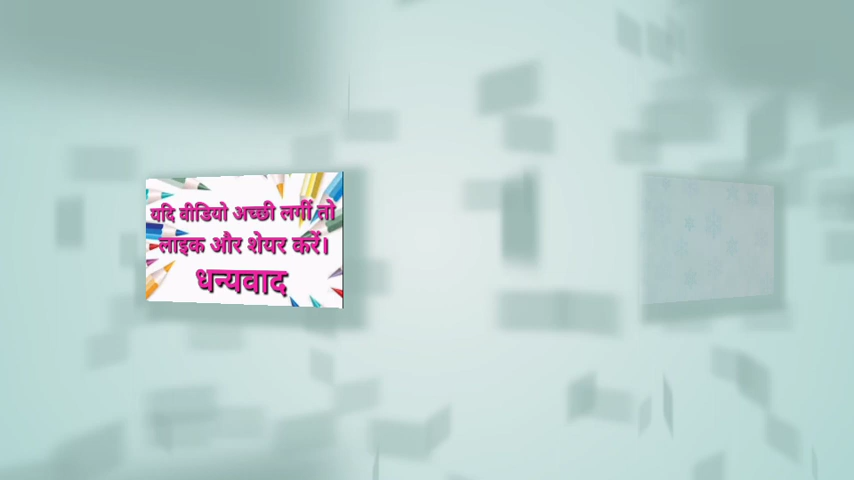 यदि वीडियो अच्छी लगीं तो
लाइक और शेयर करें।
धन्यवाद